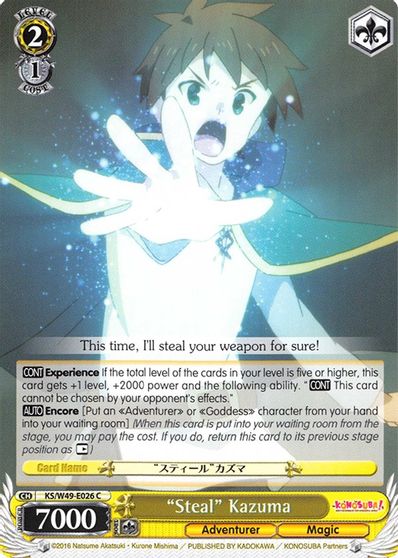 LEVEL
2
1
COST
This time, I'll steal your weapon for sure!
CONT Experience If the total level of the cards in your level is five or higher, this
card gets +1 level, +2000 power and the following ability. "CONT This card
cannot be chosen by your opponent's effects."
AUTO Encore [Put an «Adventurer» or «Goddess» character from your hand
into your waiting room] (When this card is put into your waiting room from the
stage, you may pay the cost. If you do, return this card to its previous stage
position as)
Card Name
"スティール"カズマ
CH
KS/W49-E026 C
POWER
7000
SERIES
"Steal" Kazuma
KONOSUBA!
Adventurer
Magic
©2016 Natsume Akatsuki・Kurone Mishima / PUBLISHED BY KADOKAWA / KONOSUBA Partners